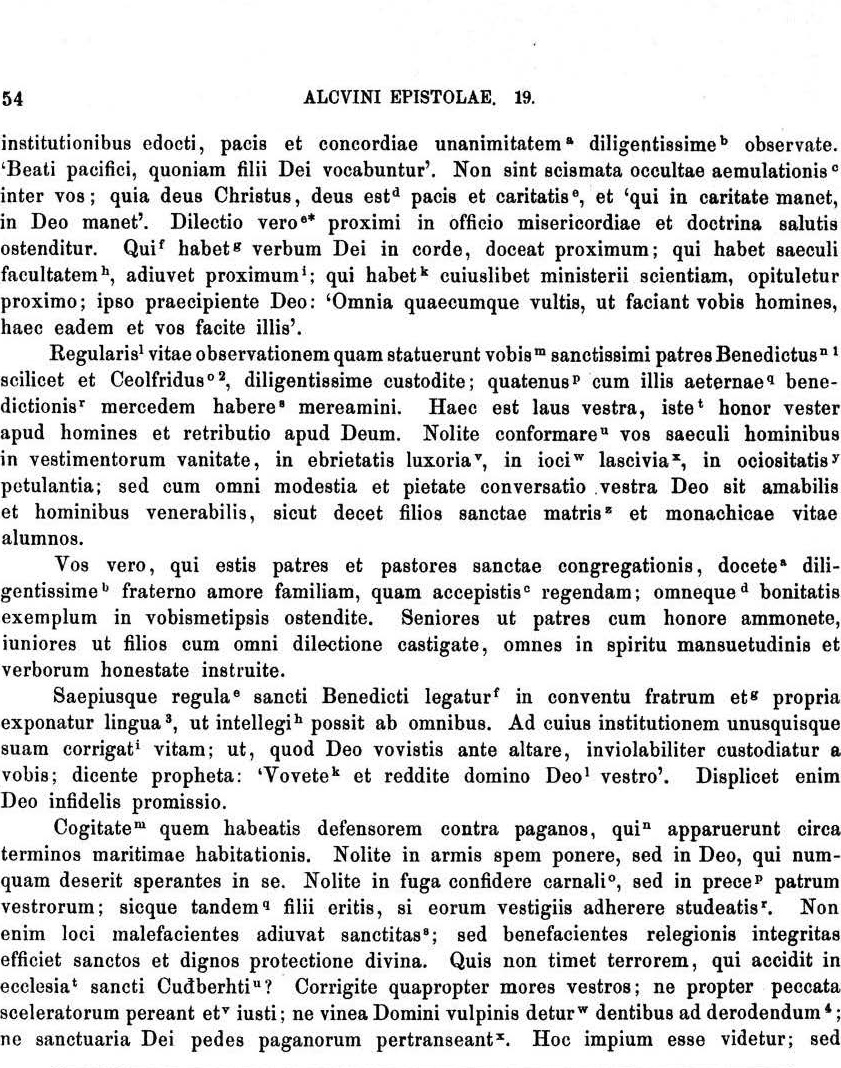 54 ALCVINI EPISTOLAE. 19.
institutionibus edocti, pacis et concordiae unanimitatem ᵃ diligentissime ᵇ observate.
‘Beati pacifici, quoniam filii Dei vocabuntur’. Non sint scismata occultae aemulationis ᶜ
inter vos; quia deus Christus, deus est ᵈ pacis et caritatis ᵉ, et ‘qui in caritate manet,
in Deo manet’. Dilectio vero ᵉ* proximi in officio misericordiae et doctrina salutis
ostenditur. Qui ᶠ habet ᵍ verbum Dei in corde, doceat proximum; qui habet saeculi
facultatem ʰ, adiuvet proximum ⁱ; qui habet ᵏ cuiuslibet ministerii scientiam, opituletur
proximo; ipso praecipiente Deo: ‘Omnia quaecumque vultis, ut faciant vobis homines,
haec eadem et vos facite illis’.
Regularis ˡ vitae observationem quam statuerunt vobis ᵐ sanctissimi patres Benedictus ⁿ ¹
scilicet et Ceolfridus ᵒ ², diligentissime custodite; quatenus ᵖ cum illis aeternae q bene-
dictionis ʳ mercedem habere ˢ mereamini. Haec est laus vestra, iste ᵗ honor vester
apud homines et retributio apud Deum. Nolite conformare ᵘ vos saeculi hominibus
in vestimentorum vanitate, in ebrietatis luxoria ᵛ, in ioci ʷ lascivia ˣ, in ociositatis ʸ
petulantia; sed cum omni modestia et pietate conversatio vestra Deo sit amabilis
et hominibus venerabilis, sicut decet filios sanctae matris ᶻ et monachicae vitae
alumnos.
Vos vero, qui estis patres et pastores sanctae congregationis, docete ᵃ dili-
gentissime ᵇ fraterno amore familiam, quam accepistis ᶜ regendam; omneque ᵈ bonitatis
exemplum in vobismetipsis ostendite. Seniores ut patres cum honore ammonete,
iuniores ut filios cum omni dilectione castigate, omnes in spiritu mansuetudinis et
verborum honestate instruite.
Saepiusque regula ᵉ sancti Benedicti legatur ᶠ in conventu fratrum et ᵍ propria
exponatur lingua ³, ut intellegi ʰ possit ab omnibus. Ad cuius institutionem unusquisque
suam corrigat ⁱ vitam; ut, quod Deo vovistis ante altare, inviolabiliter custodiatur a
vobis; dicente propheta: ‘Vovete ᵏ et reddite domino Deo ˡ vestro’. Displicet enim
Deo infidelis promissio.
Cogitate ᵐ quem habeatis defensorem contra paganos, qui ⁿ apparuerunt circa
terminos maritimae habitationis. Nolite in armis spem ponere, sed in Deo, qui num-
quam deserit sperantes in se. Nolite in fuga confidere carnali ᵒ, sed in prece ᵖ patrum
vestrorum; sicque tandem q filii eritis, si eorum vestigiis adherere studeatis ʳ. Non
enim loci malefacientes adiuvat sanctitas ˢ; sed benefacientes relegionis integritas
efficiet sanctos et dignos protectione divina. Quis non timet terrorem, qui accidit in
ecclesia ᵗ sancti Cudberhti ᵘ? Corrigite quapropter mores vestros; ne propter peccata
sceleratorum pereant et ᵛ iusti; ne vinea Domini vulpinis detur ʷ dentibus ad derodendum ⁴;
ne sanctuaria Dei pedes paganorum pertranseant ˣ. Hoc impium esse videtur; sed